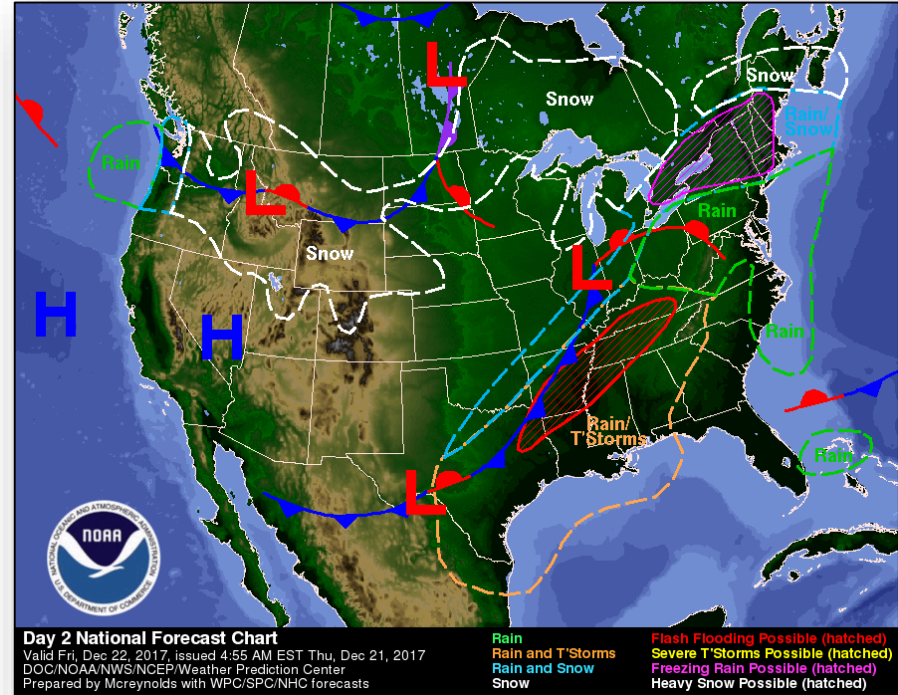 L
Snow
Snow
Rain/
Snow
Rain
L
Rain
Snow
L
H
H
Rain
Rain/
T'Storms
Rain
L
NATIONAL OCEANIC AND ATMOSPHERIC ADMINISTRATION
NOAA
U.S. DEPARTMENT OF COMMERCE
Day 2 National Forecast Chart
Valid Fri, Dec 22, 2017, issued 4:55 AM EST Thu, Dec 21, 2017
DOC/NOAA/NWS/NCEP/Weather Prediction Center
Prepared by Mcreynolds with WPC/SPC/NHC forecasts
Rain
Rain and T'Storms
Rain and Snow
Snow
Flash Flooding Possible (hatched)
Severe T'Storms Possible (hatched)
Freezing Rain Possible (hatched)
Heavy Snow Possible (hatched)